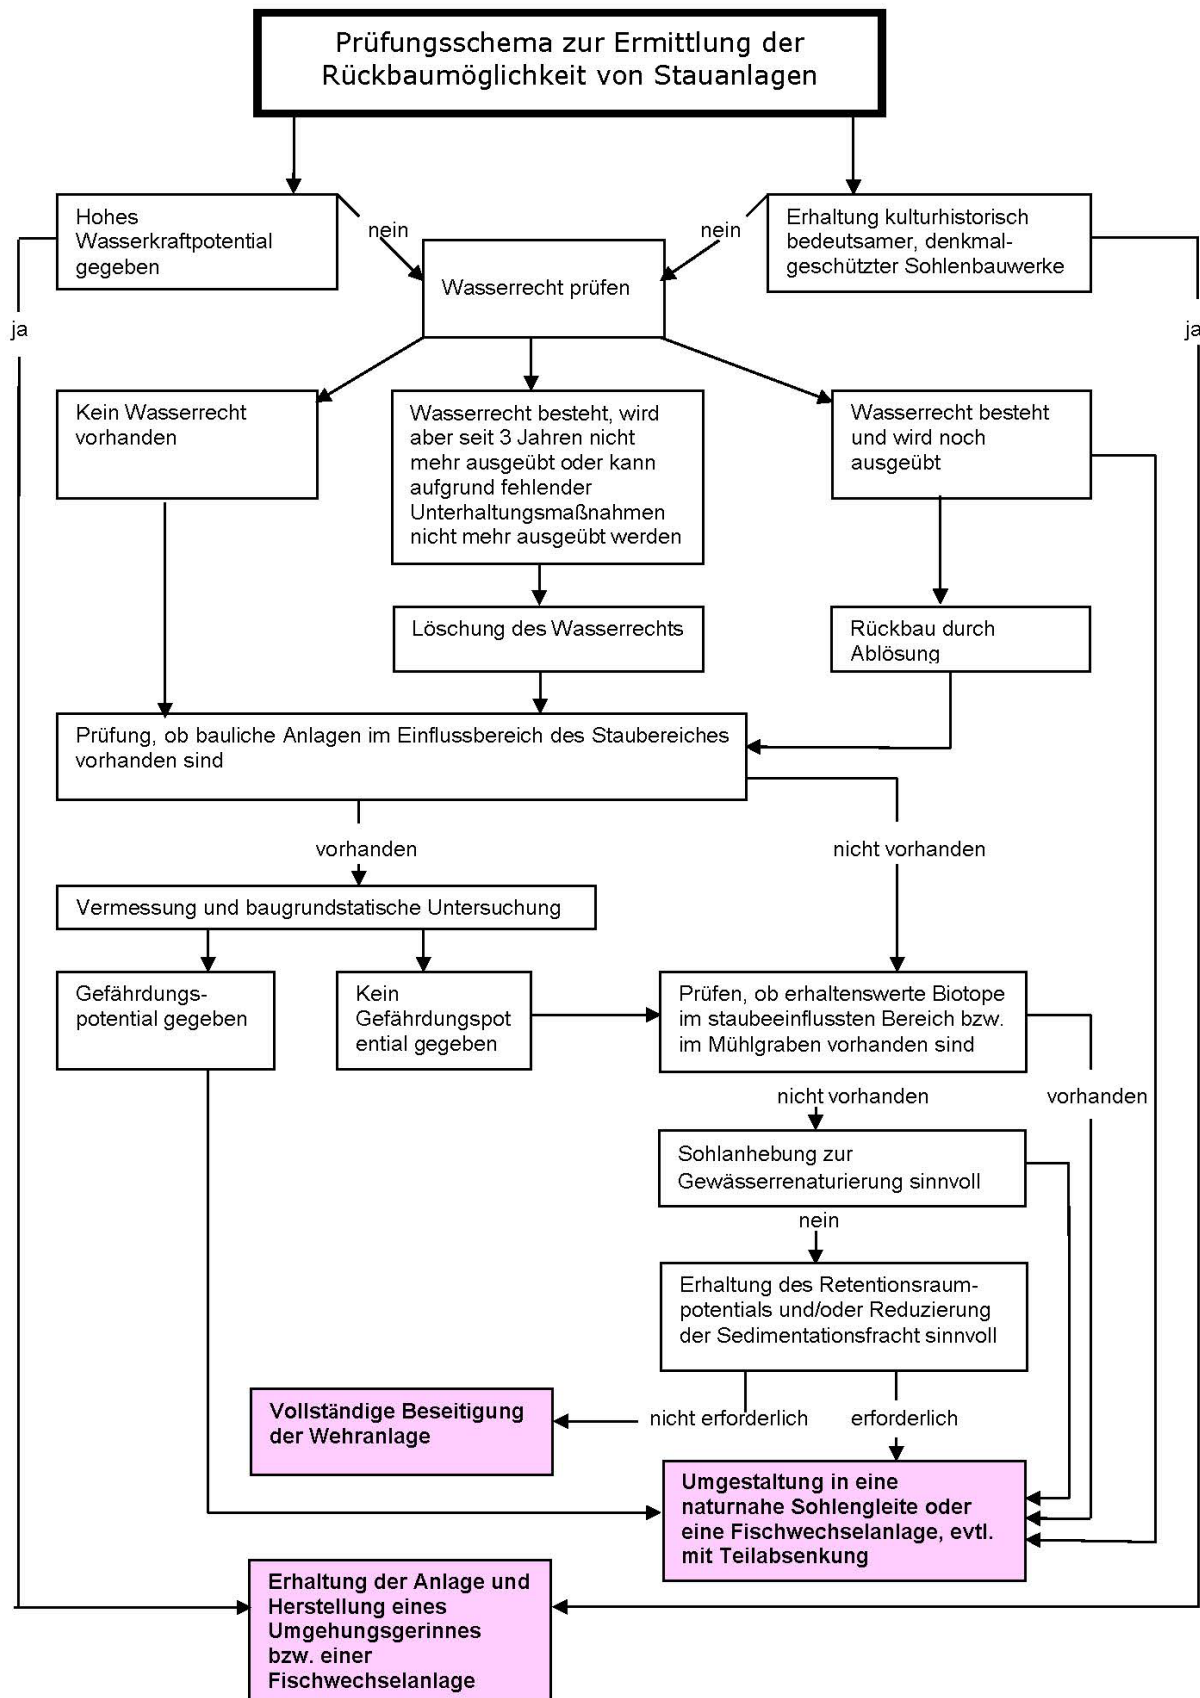 Prüfungsschema zur Ermittlung der
Rückbaumöglichkeit von Stauanlagen
Hohes
Wasserkraftpotential
gegeben
nein
nein
Erhaltung kulturhistorisch
bedeutsamer, denkmal-
geschützter Sohlenbauwerke
Wasserrecht prüfen
ja
ja
Kein Wasserrecht
vorhanden
Wasserrecht besteht, wird
aber seit 3 Jahren nicht
mehr ausgeübt oder kann
aufgrund fehlender
Unterhaltungsmaßnahmen
nicht mehr ausgeübt werden
Wasserrecht besteht
und wird noch
ausgeübt
Löschung des Wasserrechts
Rückbau durch
Ablösung
Prüfung, ob bauliche Anlagen im Einflussbereich des Staubereiches
vorhanden sind
vorhanden
nicht vorhanden
Vermessung und baugrundstatische Untersuchung
Gefährdungs-
potential gegeben
Kein
Gefährdungspot
ential gegeben
Prüfen, ob erhaltenswerte Biotope
im staubeeinflussten Bereich bzw.
im Mühlgraben vorhanden sind
nicht vorhanden
vorhanden
Sohlanhebung zur
Gewässerrenaturierung sinnvoll
nein
Erhaltung des Retentionsraum-
potentials und/oder Reduzierung
der Sedimentationsfracht sinnvoll
nicht erforderlich
erforderlich
Vollständige Beseitigung
der Wehranlage
Umgestaltung in eine
naturnahe Sohlengleite oder
eine Fischwechselanlage, evtl.
mit Teilabsenkung
Erhaltung der Anlage und
Herstellung eines
Umgehungsgerinnes
bzw. einer
Fischwechselanlage